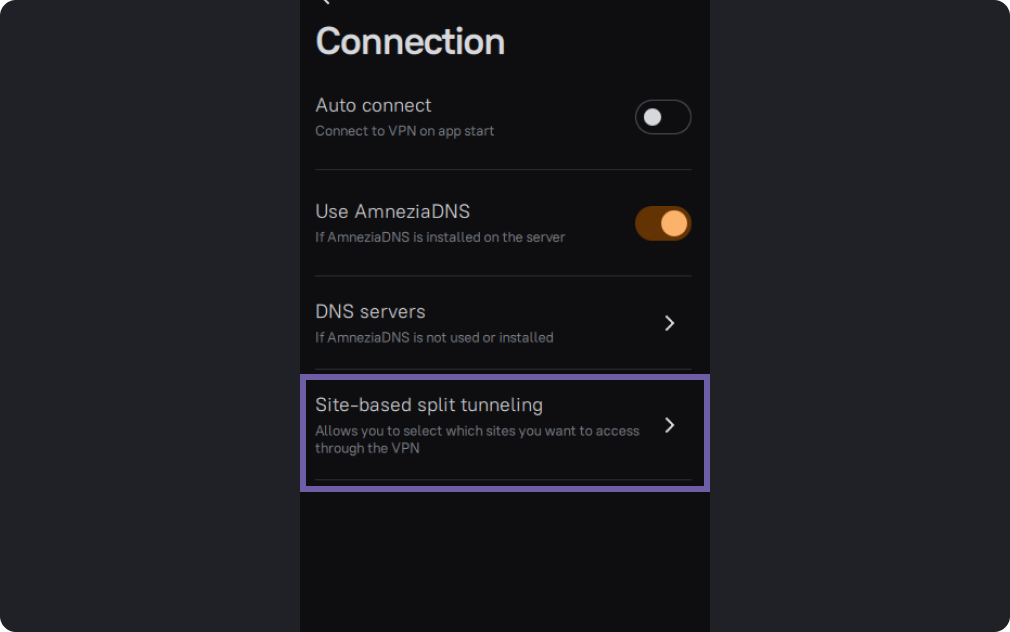 Connection
Auto connect
Connect to VPN on app start
Use AmneziaDNS
If AmneziaDNS is installed on the server
DNS servers
If AmneziaDNS is not used or installed
Site-based split tunneling
Allows you to select which sites you want to access
through the VPN